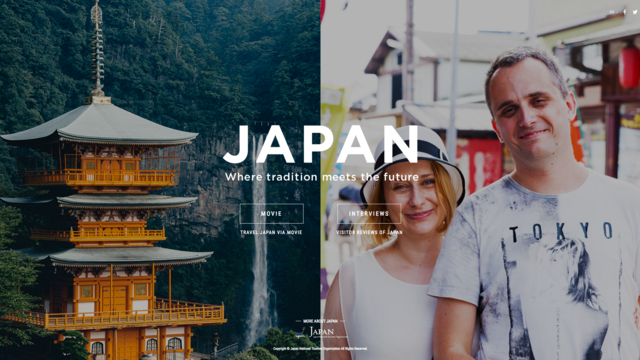 JAPAN
Where tradition meets the future
MOVIE
INTERVIEWS
TRAVEL JAPAN VIA MOVIE
VISITOR REVIEWS OF JAPAN
TOKYO
MORE ABOUT JAPAN
JAPAN
Copyright © Japan National Tourism Organization All Rights Reserved.